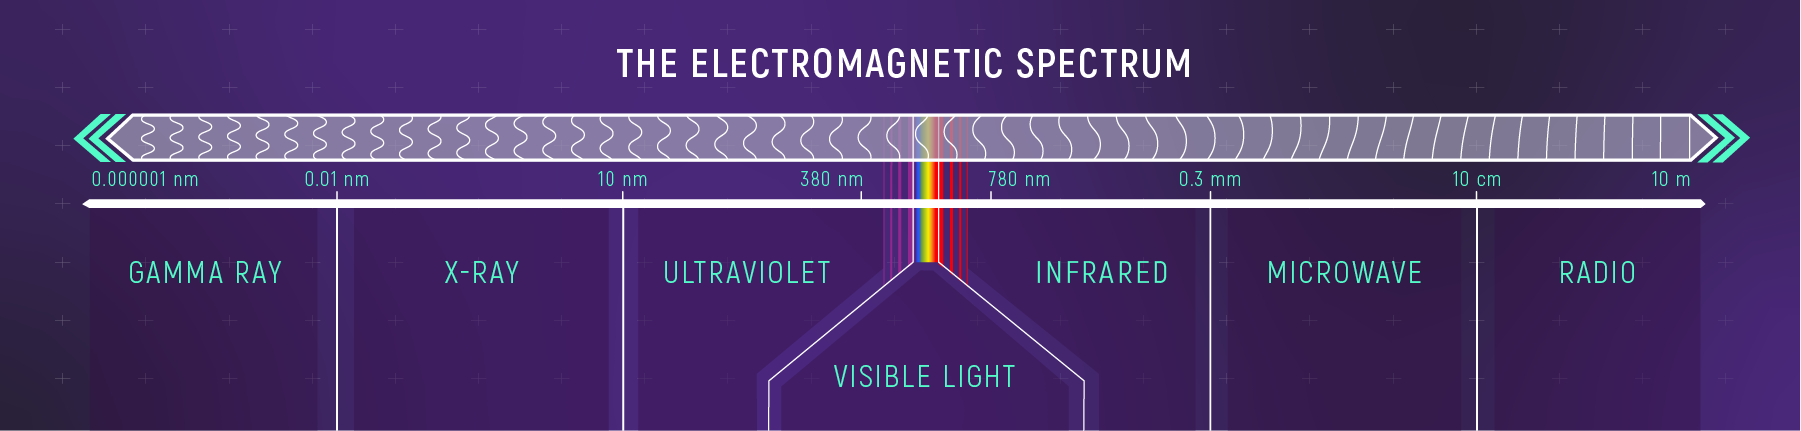 THE ELECTROMAGNETIC SPECTRUM
0.000001 nm 0.01 nm 10 nm 380 nm 780 nm 0.3 mm 10 cm 10 m
GAMMA RAY X-RAY ULTRAVIOLET INFRARED MICROWAVE RADIO
VISIBLE LIGHT